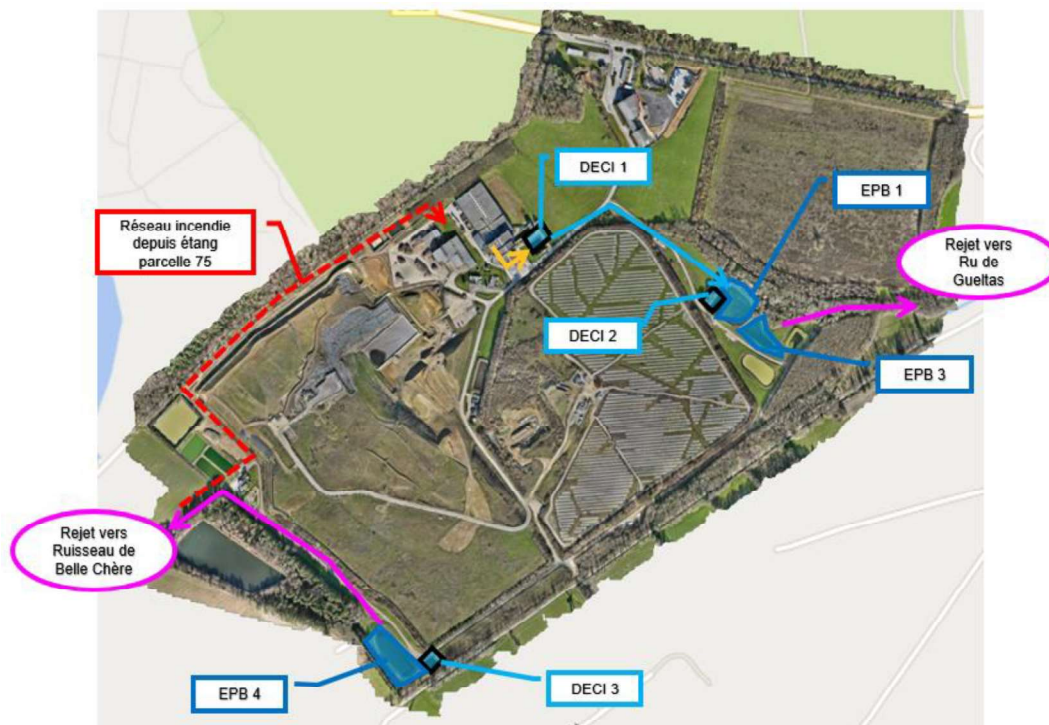 DECI 1
EPB 1
Réseau incendie
depuis étang
parcelle 75
Rejet vers
Ru de
Gueltas
DECI 2
EPB 3
Rejet vers
Ruisseau de
Belle Chère
EPB 4
DECI 3